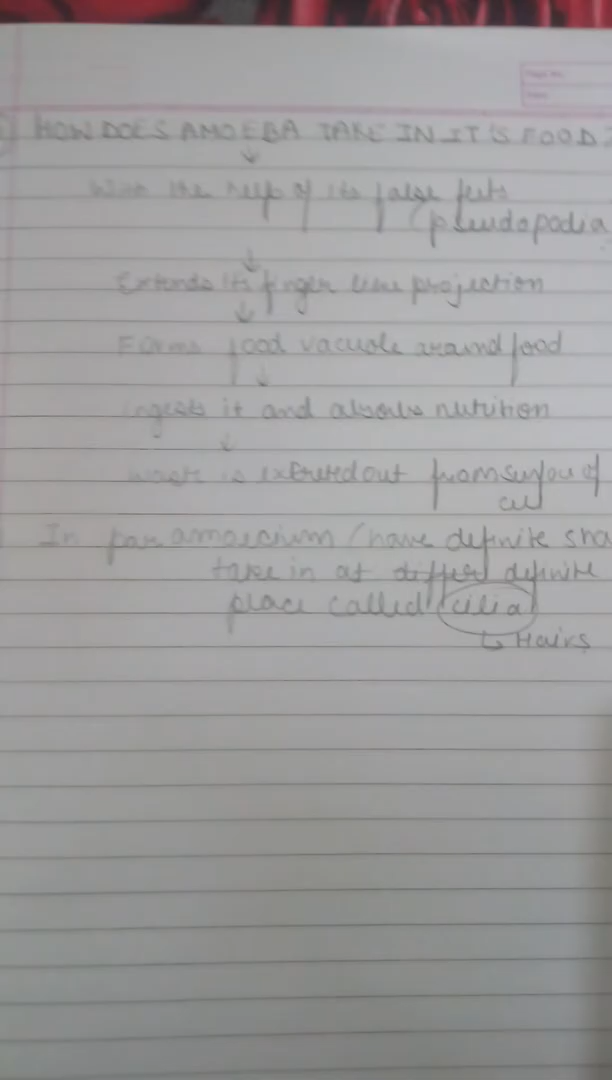 HOW DOES AMOEBA TAKE IN IT'S FOOD.
With the help of its false feets
(pseudopodia
Extends its finger like projection
Forms food vacuole around food
ingests it and absorbs nutrition
waste is out from surface of
cell
In paramoecium (have definite sha
take in at differ definite
place called cilia
↳ Hairs